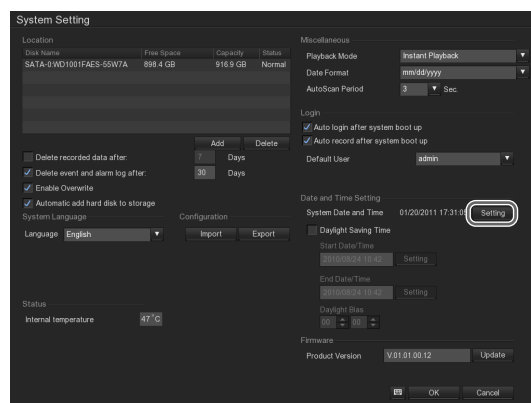 System Setting
Location
Disk Name Free Space Capacity Status
SATA-0:WD1001FAES-55W7A 898.4 GB 916.9 GB Normal
Add Delete
Delete recorded data after: 7 Days
Delete event and alarm log after: 30 Days
Enable Overwrite
Automatic add hard disk to storage
System Language
Language English
Configuration
Import Export
Status
Internal temperature 47°C
Miscellaneous
Playback Mode Instant Playback
Date Format mm/dd/yyyy
AutoScan Period 3 Sec.
Login
Auto login after system boot up
Auto record after system boot up
Default User admin
Date and Time Setting
System Date and Time 01/20/2011 17:31:05 Setting
Daylight Saving Time
Start Date/Time
2010/08/24 10:42 Setting
End Date/Time
2010/08/24 10:42 Setting
Daylight Bias
00 : 00
Firmware
Product Version V.01.01.00.12 Update
OK Cancel